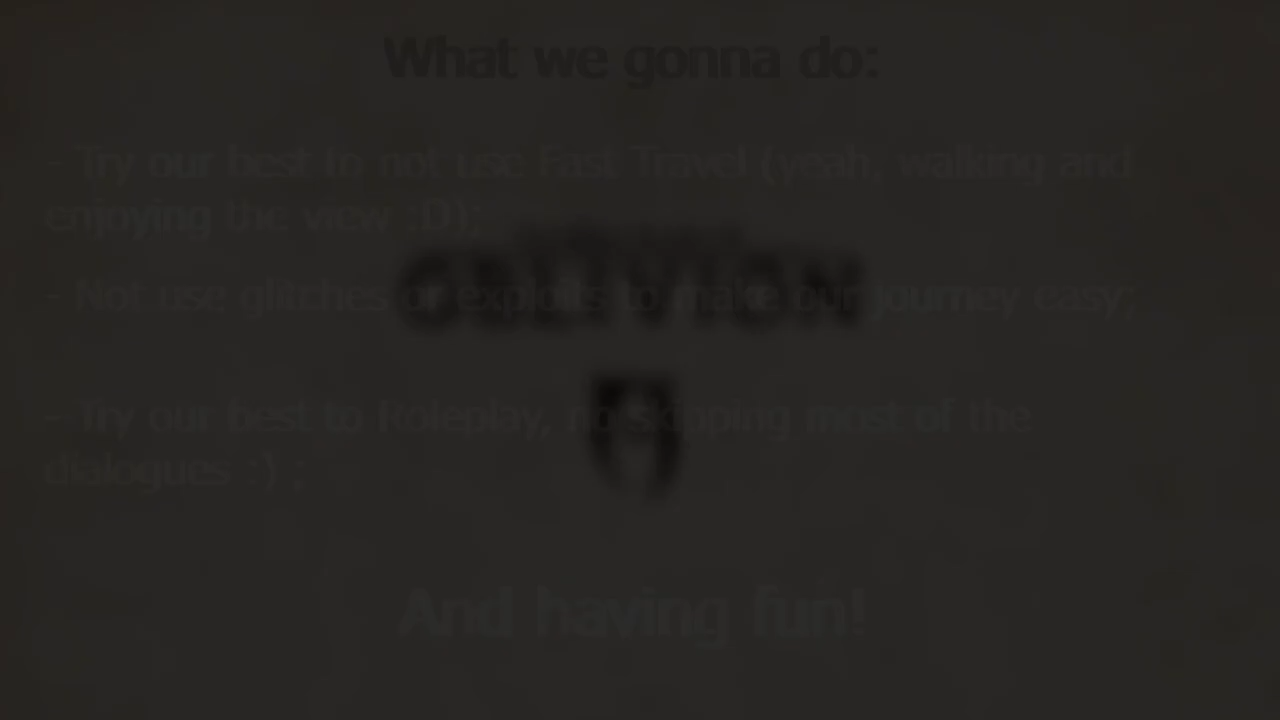 What we gonna do:
- Try our best to not use Fast Travel (yeah, walking and
enjoying the view :D);
OBLIVION
- Not use glitches or exploits to make our journey easy;
- Try our best to Roleplay, no skipping most of the
dialogues :) ;
And having fun!